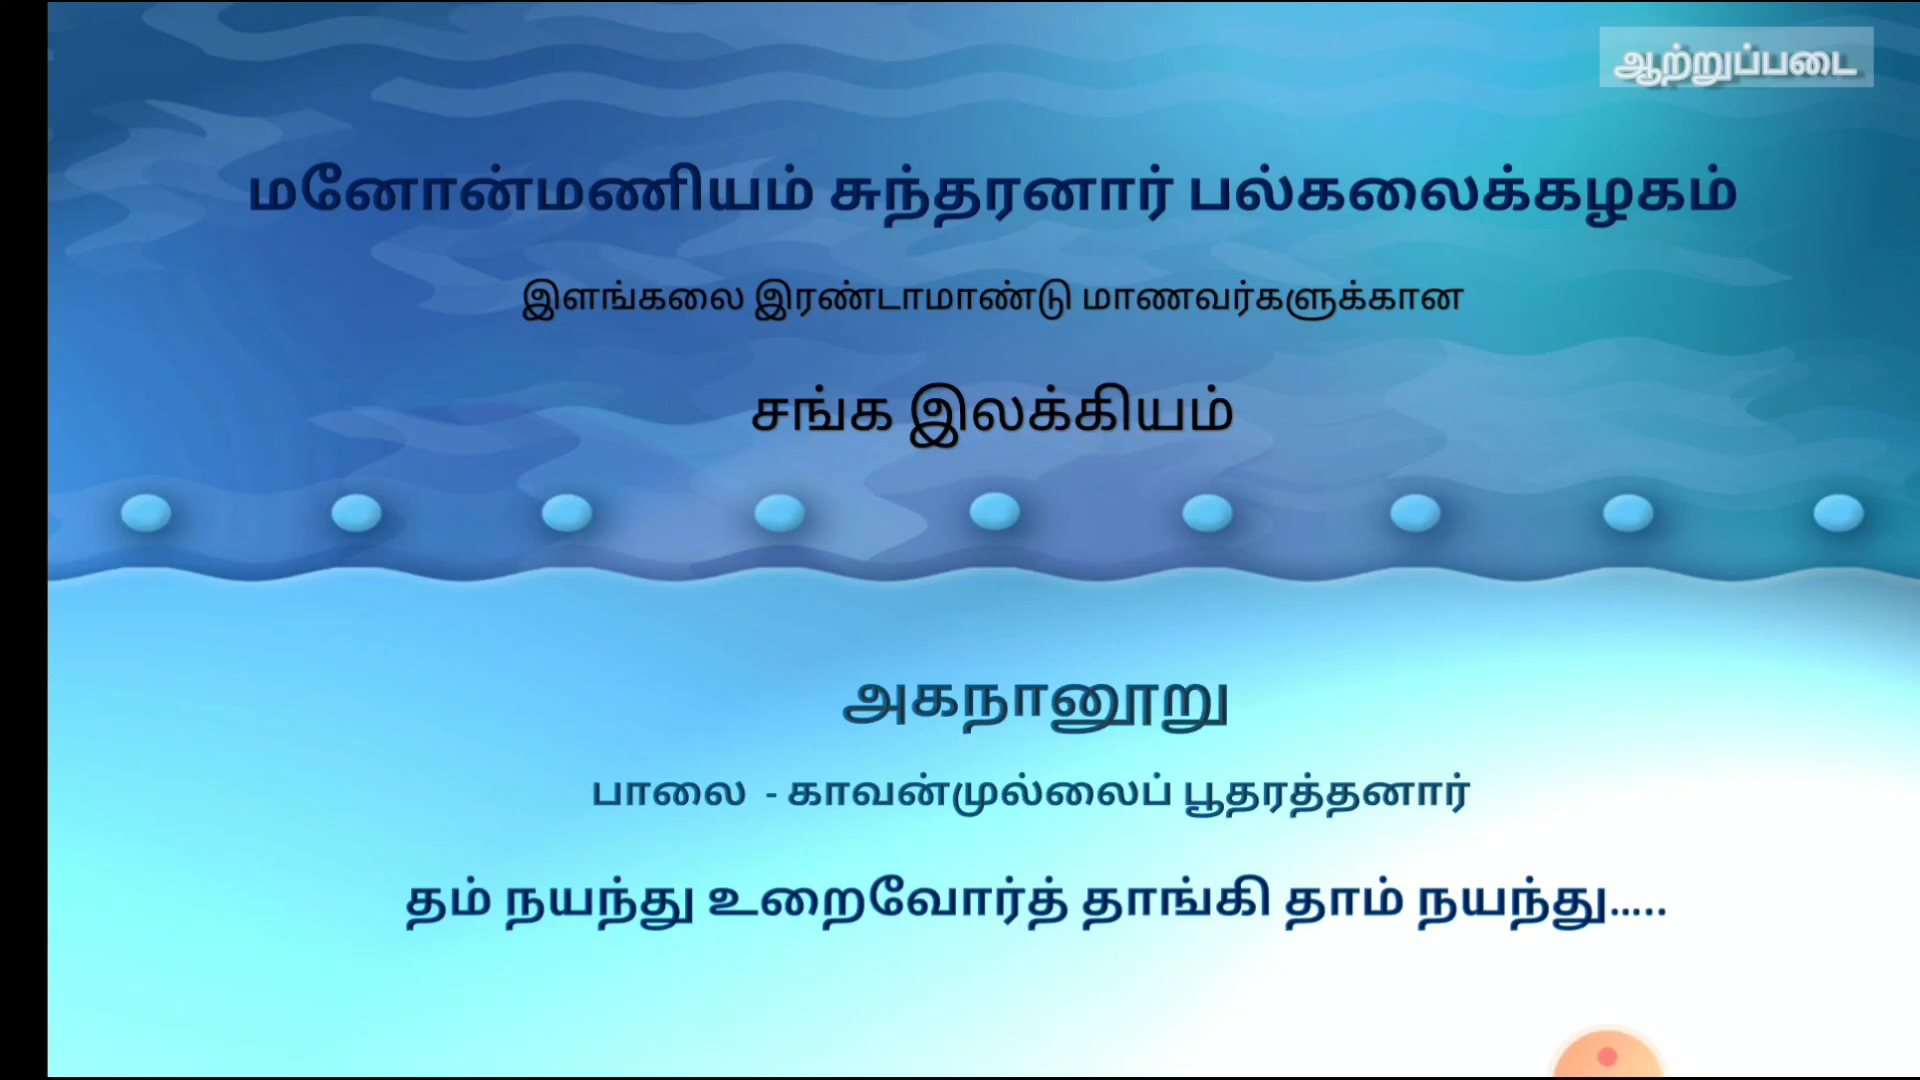 ஆற்றுப்படை
மனோன்மணியம் சுந்தரனார் பல்கலைக்கழகம்
இளங்கலை இரண்டாமாண்டு மாணவர்களுக்கான
சங்க இலக்கியம்
அகநானூறு
பாலை - காவன்முல்லைப் பூதரத்தனார்
தம் நயந்து உறைவோர்த் தாங்கி தாம் நயந்து.....